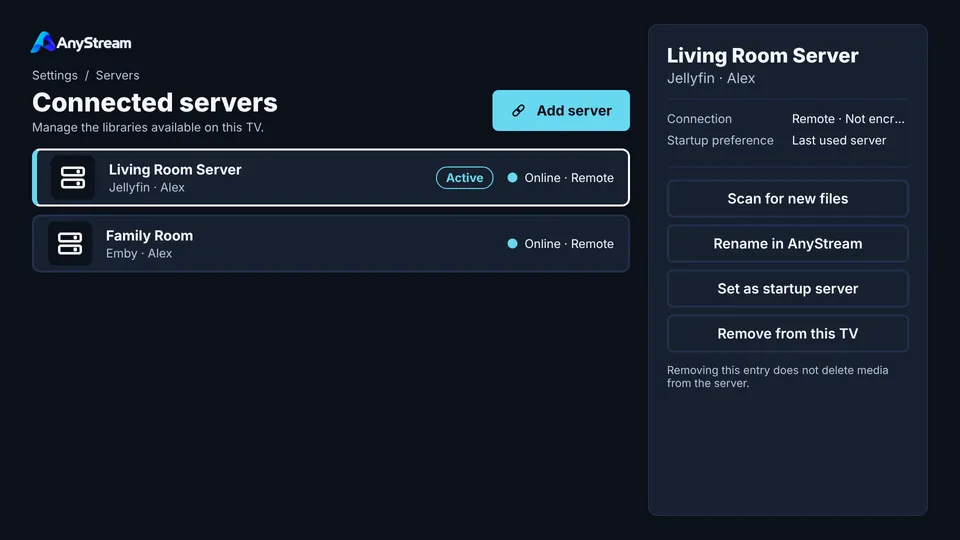 AnyStream
Settings / Servers
Connected servers
Manage the libraries available on this TV.
Add server
Living Room Server
Jellyfin · Alex
Active
Online · Remote
Family Room
Emby · Alex
Online · Remote
Living Room Server
Jellyfin · Alex
Connection Remote · Not encr...
Startup preference Last used server
Scan for new files
Rename in AnyStream
Set as startup server
Remove from this TV
Removing this entry does not delete media
from the server.